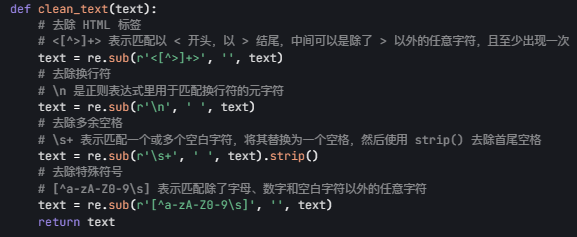 def clean_text(text):
# 去除 HTML 标签
# <[^>]+> 表示匹配以 < 开头，以 > 结尾，中间可以是除了 > 以外的任意字符，且至少出现一次
text = re.sub(r'<[^>]+>', '', text)
# 去除换行符
# \n 是正则表达式里用于匹配换行符的元字符
text = re.sub(r'\n', ' ', text)
# 去除多余空格
# \s+ 表示匹配一个或多个空白字符，将其替换为一个空格，然后使用 strip() 去除首尾空格
text = re.sub(r'\s+', ' ', text).strip()
# 去除特殊符号
# [^a-zA-Z0-9\s] 表示匹配除了字母、数字和空白字符以外的任意字符
text = re.sub(r'[^a-zA-Z0-9\s]', '', text)
return text